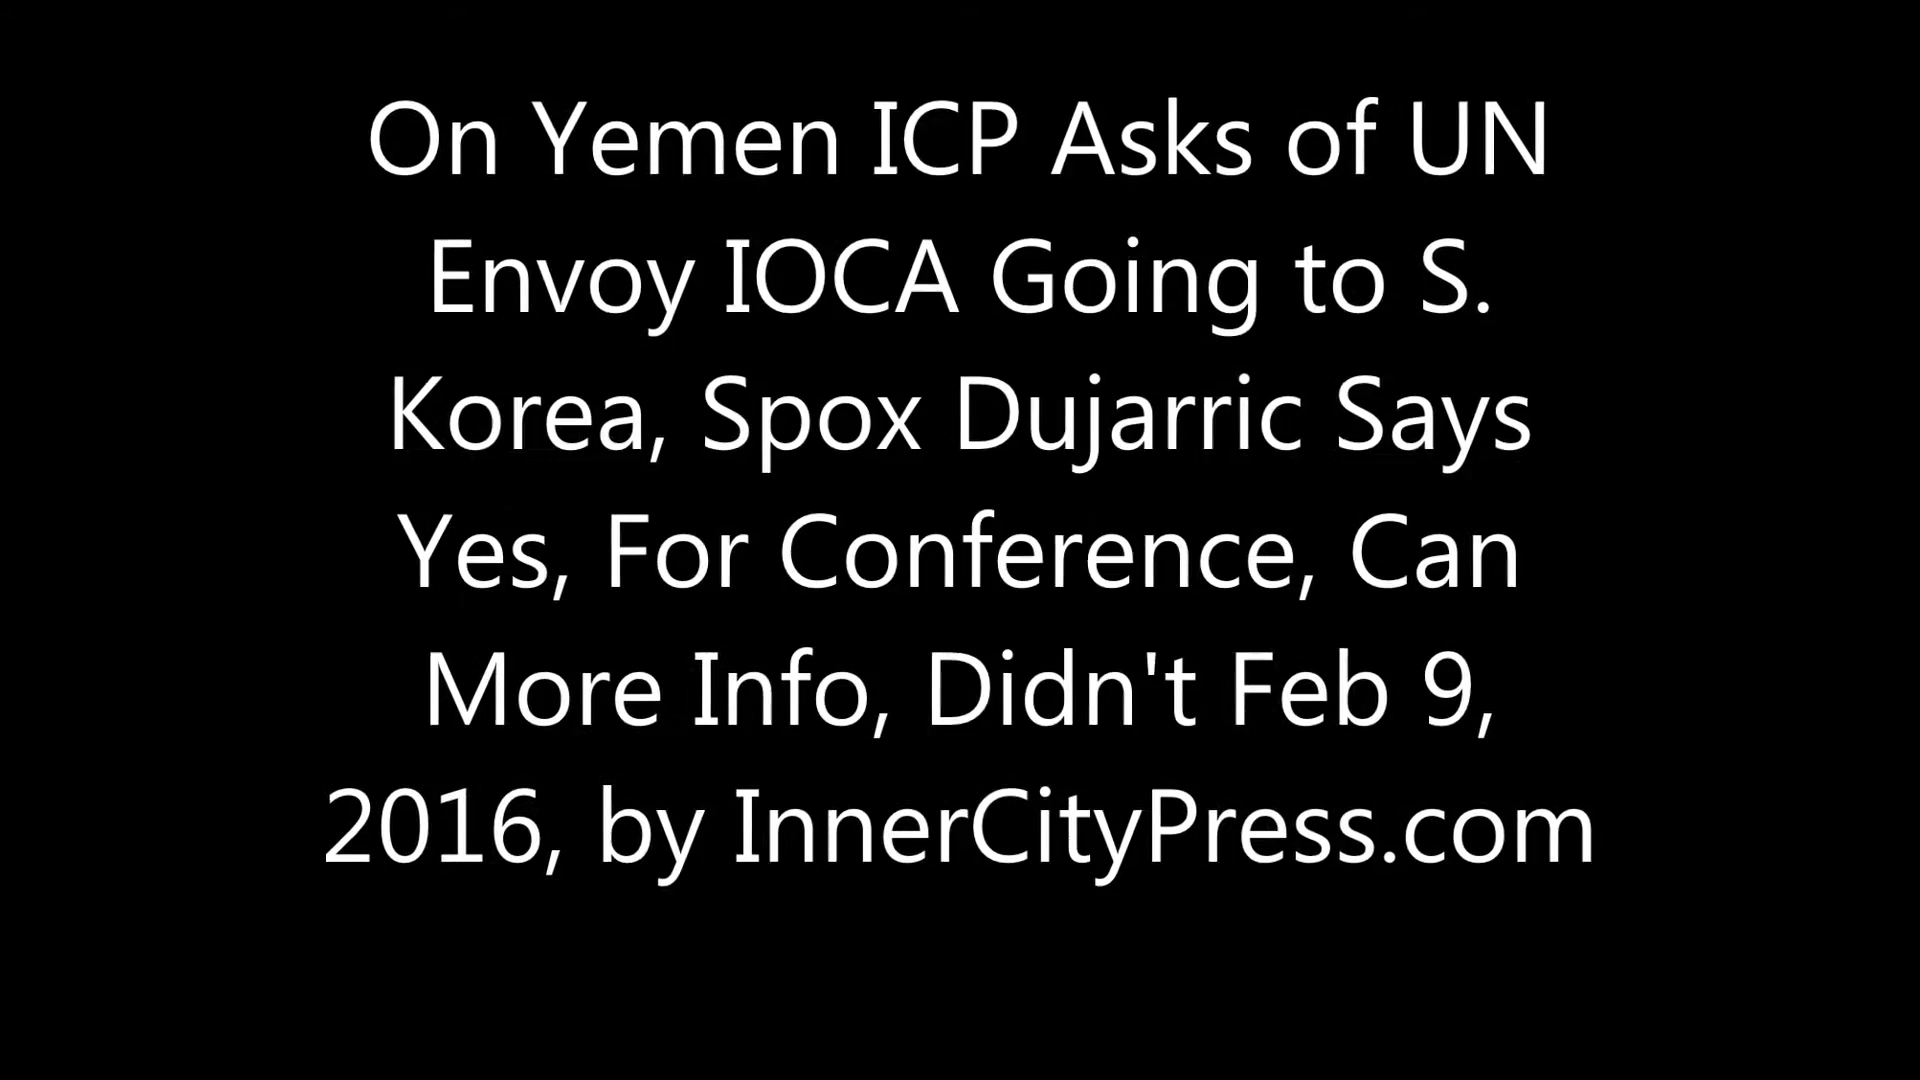 On Yemen ICP Asks of UN
Envoy IOCA Going to S.
Korea, Spox Dujarric Says
Yes, For Conference, Can
More Info, Didn't Feb 9,
2016, by InnerCityPress.com